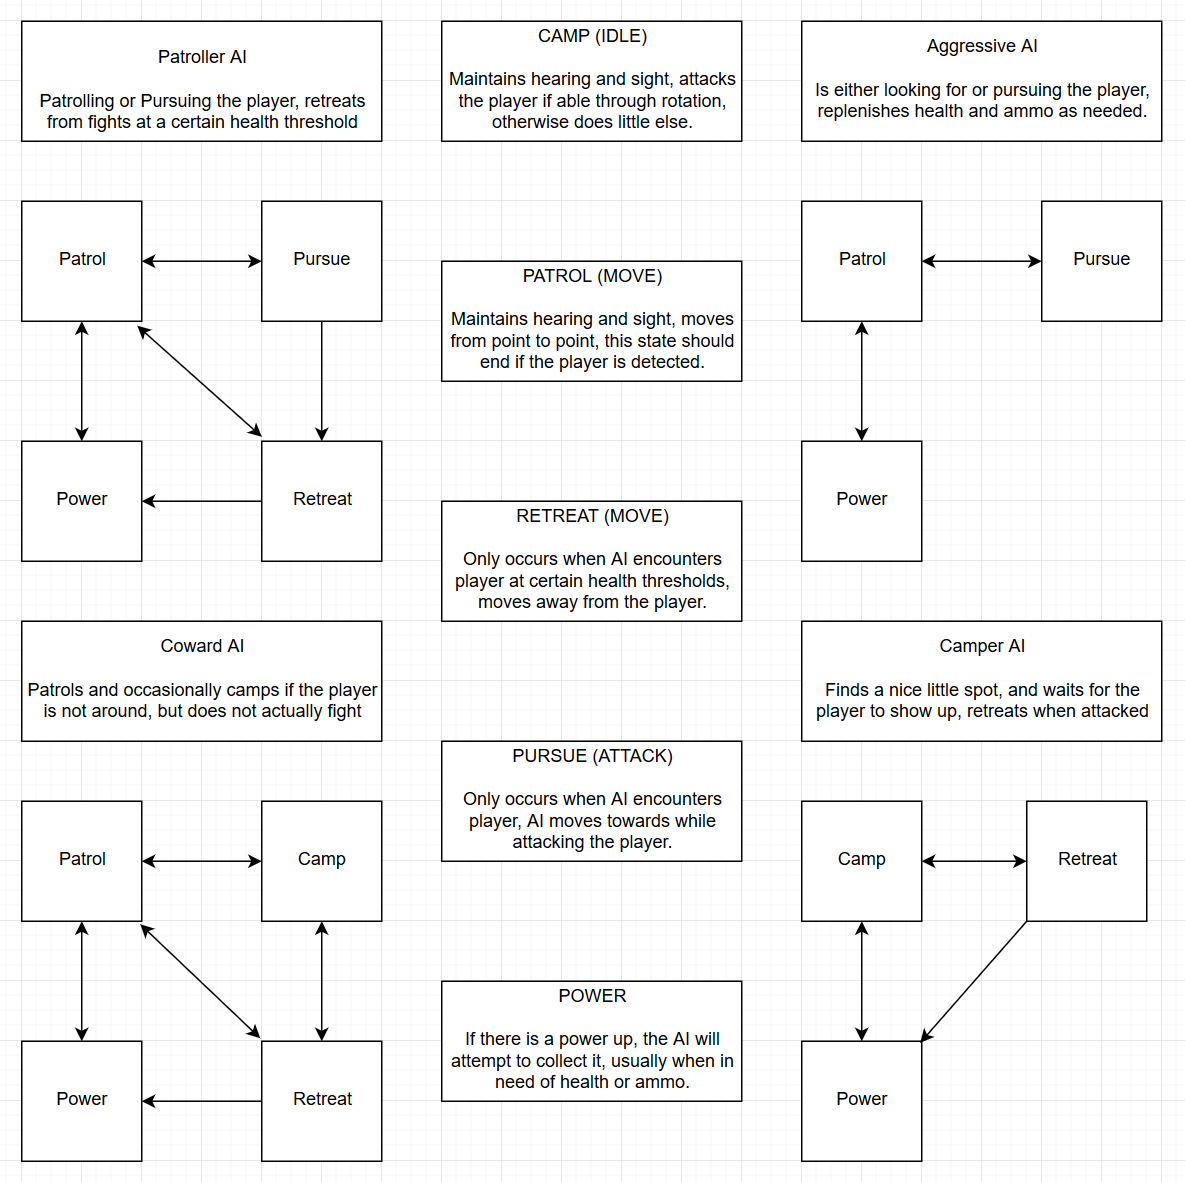 Patroller AI
Patrolling or Pursuing the player, retreats
from fights at a certain health threshold
CAMP (IDLE)
Maintains hearing and sight, attacks
the player if able through rotation,
otherwise does little else.
Aggressive AI
Is either looking for or pursuing the player,
replenishes health and ammo as needed.
Patrol
Pursue
Power
Retreat
PATROL (MOVE)
Maintains hearing and sight, moves
from point to point, this state should
end if the player is detected.
Patrol
Pursue
Power
RETREAT (MOVE)
Only occurs when AI encounters
player at certain health thresholds,
moves away from the player.
Coward AI
Patrols and occasionally camps if the player
is not around, but does not actually fight
Camper AI
Finds a nice little spot, and waits for the
player to show up, retreats when attacked
PURSUE (ATTACK)
Only occurs when AI encounters
player, AI moves towards while
attacking the player.
Patrol
Camp
Power
Retreat
POWER
If there is a power up, the AI will
attempt to collect it, usually when in
need of health or ammo.
Camp
Retreat
Power